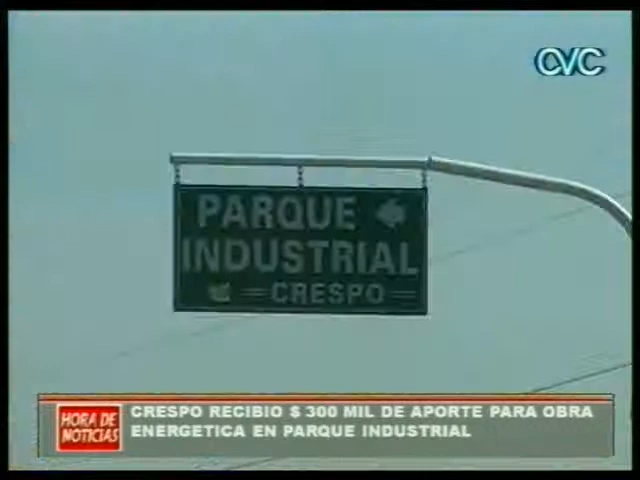 CVC
PARQUE
INDUSTRIAL
CRESPO
HORA DE
NOTICIAS
CRESPO RECIBIO $ 300 MIL DE APORTE PARA OBRA
ENERGETICA EN PARQUE INDUSTRIAL